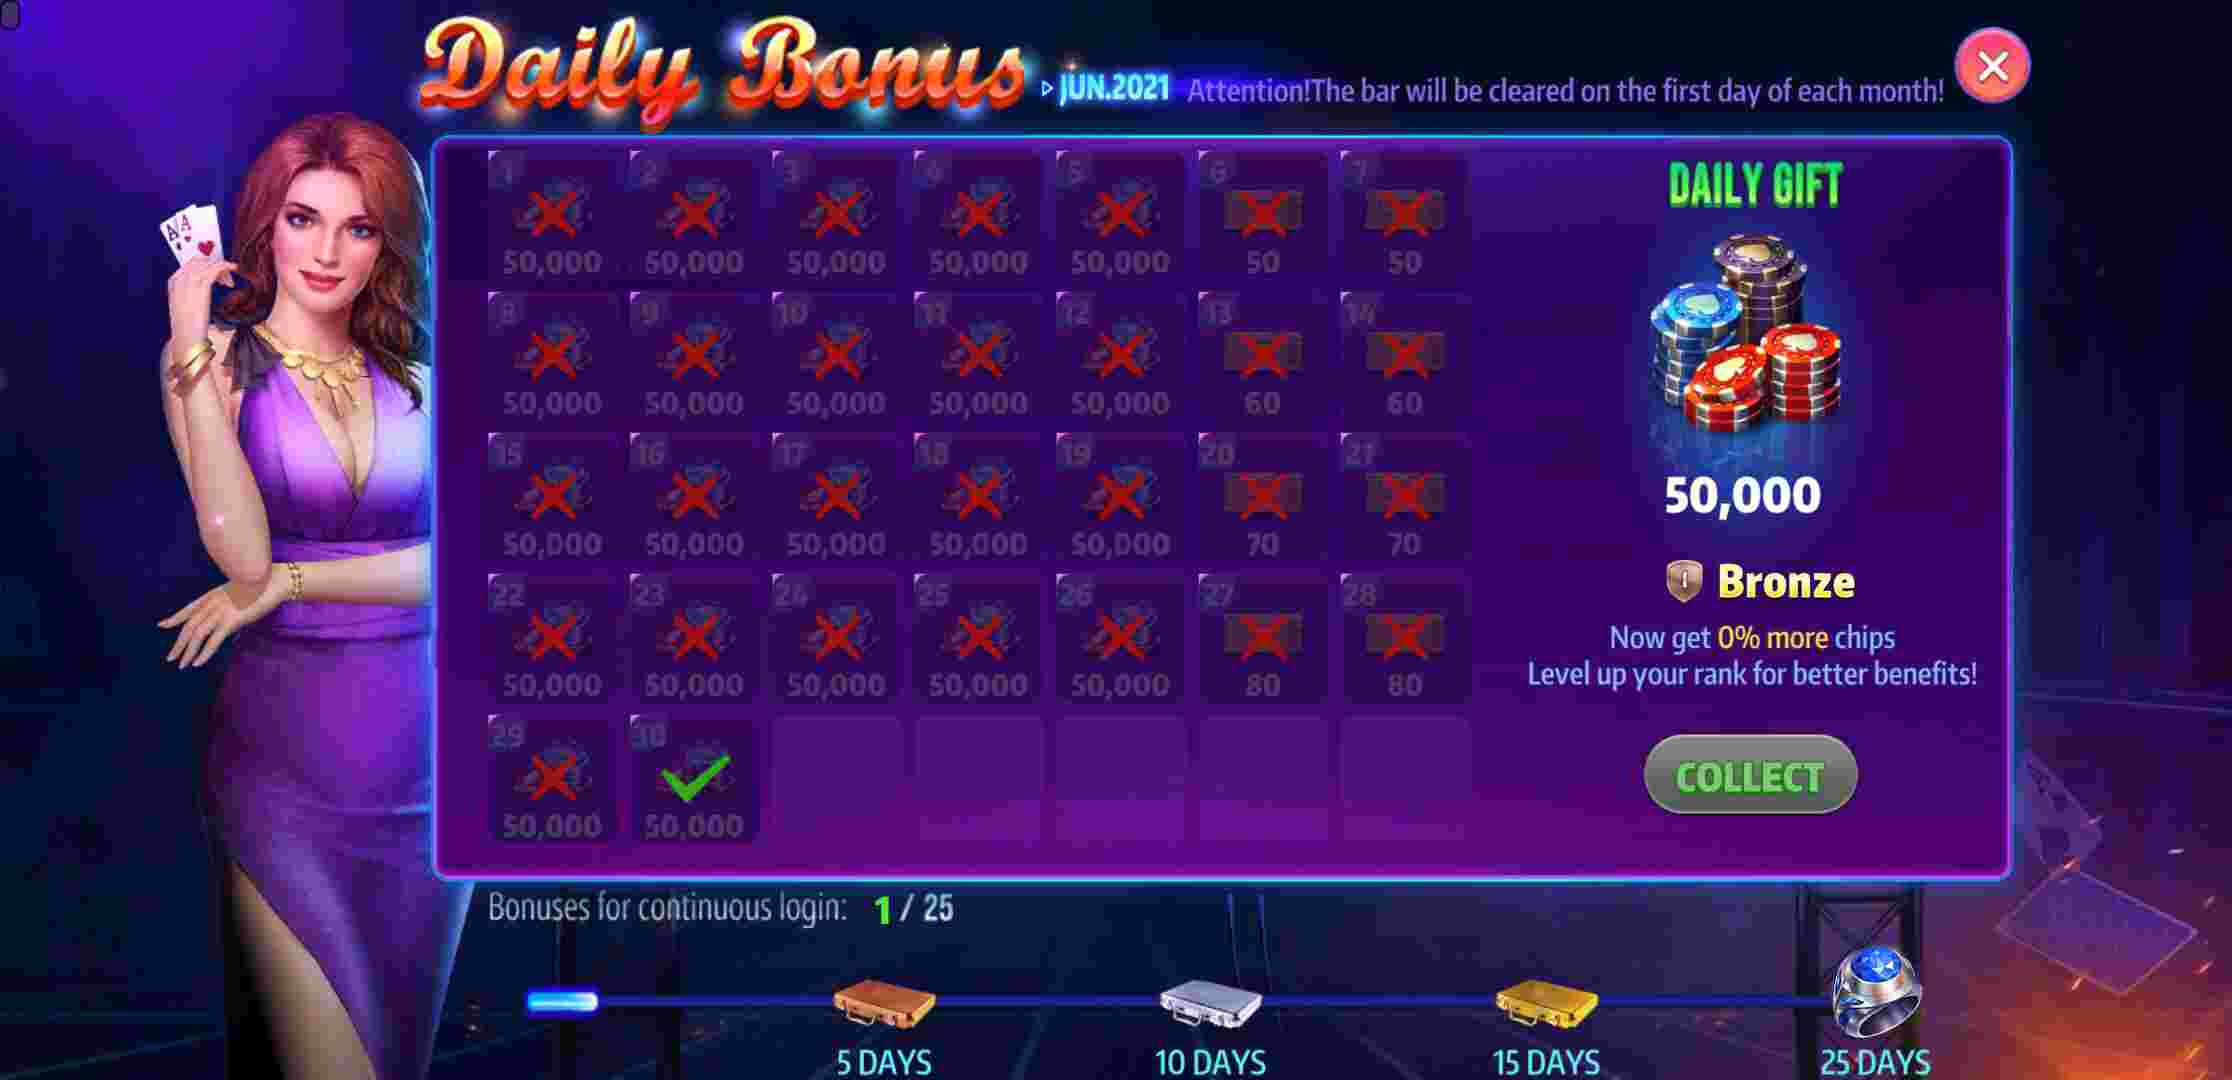 Daily Bonus
JUN.2021
Attention!The bar will be cleared on the first day of each month!
1 2 3 4 5 6 7
50,000 50,000 50,000 50,000 50,000 50 50
8 9 10 11 12 13 14
50,000 50,000 50,000 50,000 50,000 60 60
15 16 17 18 19 20 21
50,000 50,000 50,000 50,000 50,000 70 70
22 23 24 25 26 27 28
50,000 50,000 50,000 50,000 50,000 80 80
29 30
50,000 50,000
DAILY GIFT
50,000
Bronze
Now get 0% more chips
Level up your rank for better benefits!
COLLECT
Bonuses for continuous login: 1 / 25
5 DAYS 10 DAYS 15 DAYS 25 DAYS